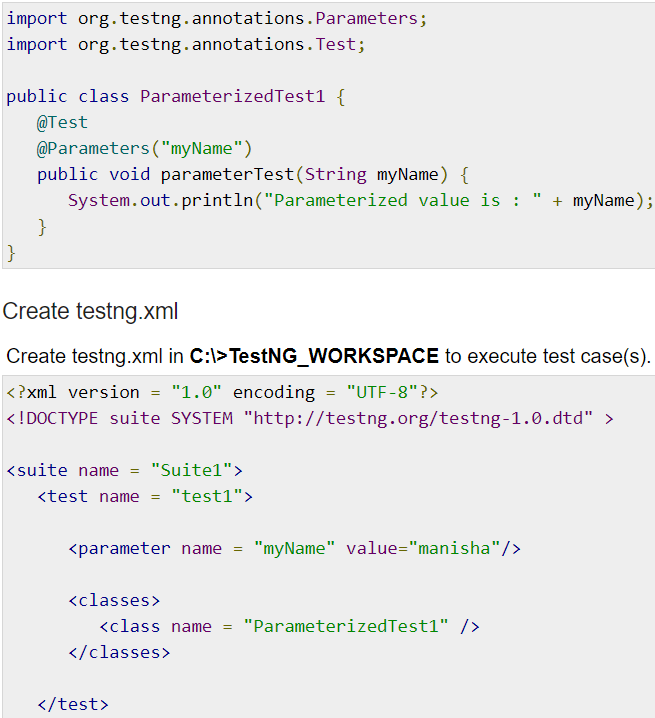 import org.testng.annotations.Parameters;
import org.testng.annotations.Test;
public class ParameterizedTest1 {
@Test
@Parameters("myName")
public void parameterTest(String myName) {
System.out.println("Parameterized value is : " + myName);
}
}
Create testng.xml
Create testng.xml in C:\>TestNG_WORKSPACE to execute test case(s).
<?xml version = "1.0" encoding = "UTF-8"?>
<!DOCTYPE suite SYSTEM "http://testng.org/testng-1.0.dtd" >
<suite name = "Suite1">
<test name = "test1">
<parameter name = "myName" value="manisha"/>
<classes>
<class name = "ParameterizedTest1" />
</classes>
</test>